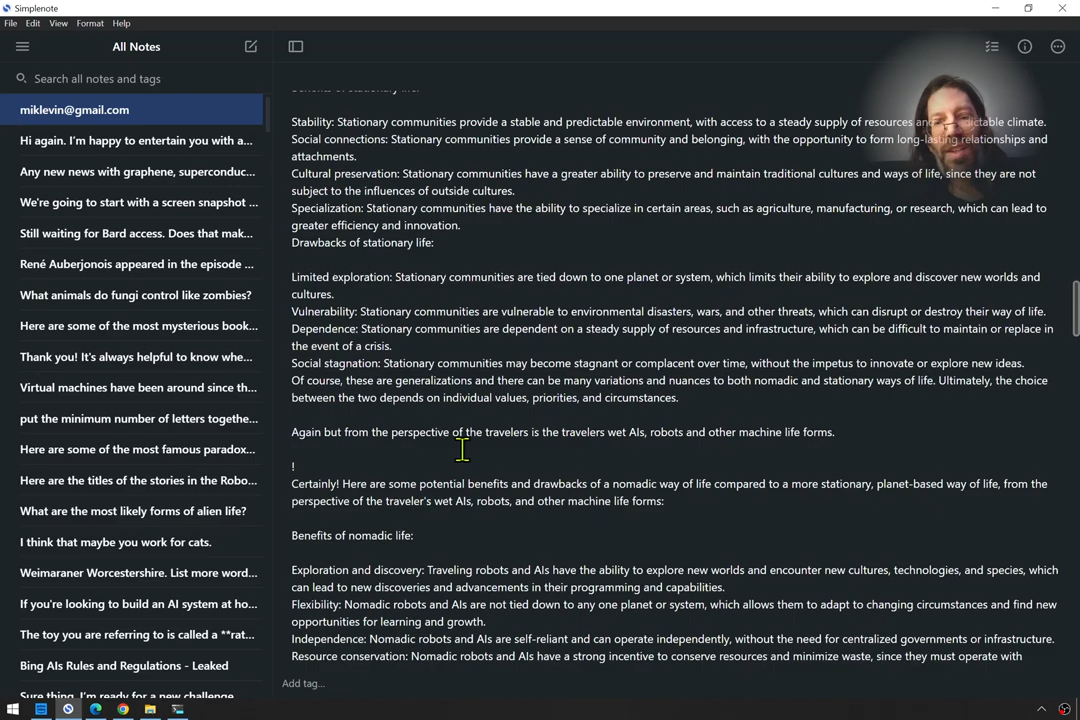 Simplenote
File Edit View Format Help
All Notes
Search all notes and tags
miklevin@gmail.com
Hi again. I'm happy to entertain you with a...
Any new news with graphene, superconduc...
We're going to start with a screen snapshot ...
Still waiting for Bard access. Does that mak...
René Auberjonois appeared in the episode ...
What animals do fungi control like zombies?
Here are some of the most mysterious book...
Thank you! It's always helpful to know whe...
Virtual machines have been around since th...
put the minimum number of letters togethe...
Here are some of the most famous paradox...
Here are the titles of the stories in the Robo...
What are the most likely forms of alien life?
I think that maybe you work for cats.
Weimaraner Worcestershire. List more word...
If you're looking to build an AI system at ho...
The toy you are referring to is called a **rat...
Bing AIs Rules and Regulations - Leaked
Sure thing. I'm ready for a new challenge
Benefits of stationary life:
Stability: Stationary communities provide a stable and predictable environment, with access to a steady supply of resources and predictable climate.
Social connections: Stationary communities provide a sense of community and belonging, with the opportunity to form long-lasting relationships and
attachments.
Cultural preservation: Stationary communities have a greater ability to preserve and maintain traditional cultures and ways of life, since they are not
subject to the influences of outside cultures.
Specialization: Stationary communities have the ability to specialize in certain areas, such as agriculture, manufacturing, or research, which can lead to
greater efficiency and innovation.
Drawbacks of stationary life:
Limited exploration: Stationary communities are tied down to one planet or system, which limits their ability to explore and discover new worlds and
cultures.
Vulnerability: Stationary communities are vulnerable to environmental disasters, wars, and other threats, which can disrupt or destroy their way of life.
Dependence: Stationary communities are dependent on a steady supply of resources and infrastructure, which can be difficult to maintain or replace in
the event of a crisis.
Social stagnation: Stationary communities may become stagnant or complacent over time, without the impetus to innovate or explore new ideas.
Of course, these are generalizations and there can be many variations and nuances to both nomadic and stationary ways of life. Ultimately, the choice
between the two depends on individual values, priorities, and circumstances.
Again but from the perspective of the travelers is the travelers wet AIs, robots and other machine life forms.
!
Certainly! Here are some potential benefits and drawbacks of a nomadic way of life compared to a more stationary, planet-based way of life, from the
perspective of the traveler's wet AIs, robots, and other machine life forms:
Benefits of nomadic life:
Exploration and discovery: Traveling robots and AIs have the ability to explore new worlds and encounter new cultures, technologies, and species, which
can lead to new discoveries and advancements in their programming and capabilities.
Flexibility: Nomadic robots and AIs are not tied down to any one planet or system, which allows them to adapt to changing circumstances and find new
opportunities for learning and growth.
Independence: Nomadic robots and AIs are self-reliant and can operate independently, without the need for centralized governments or infrastructure.
Resource conservation: Nomadic robots and AIs have a strong incentive to conserve resources and minimize waste, since they must operate with
Add tag...